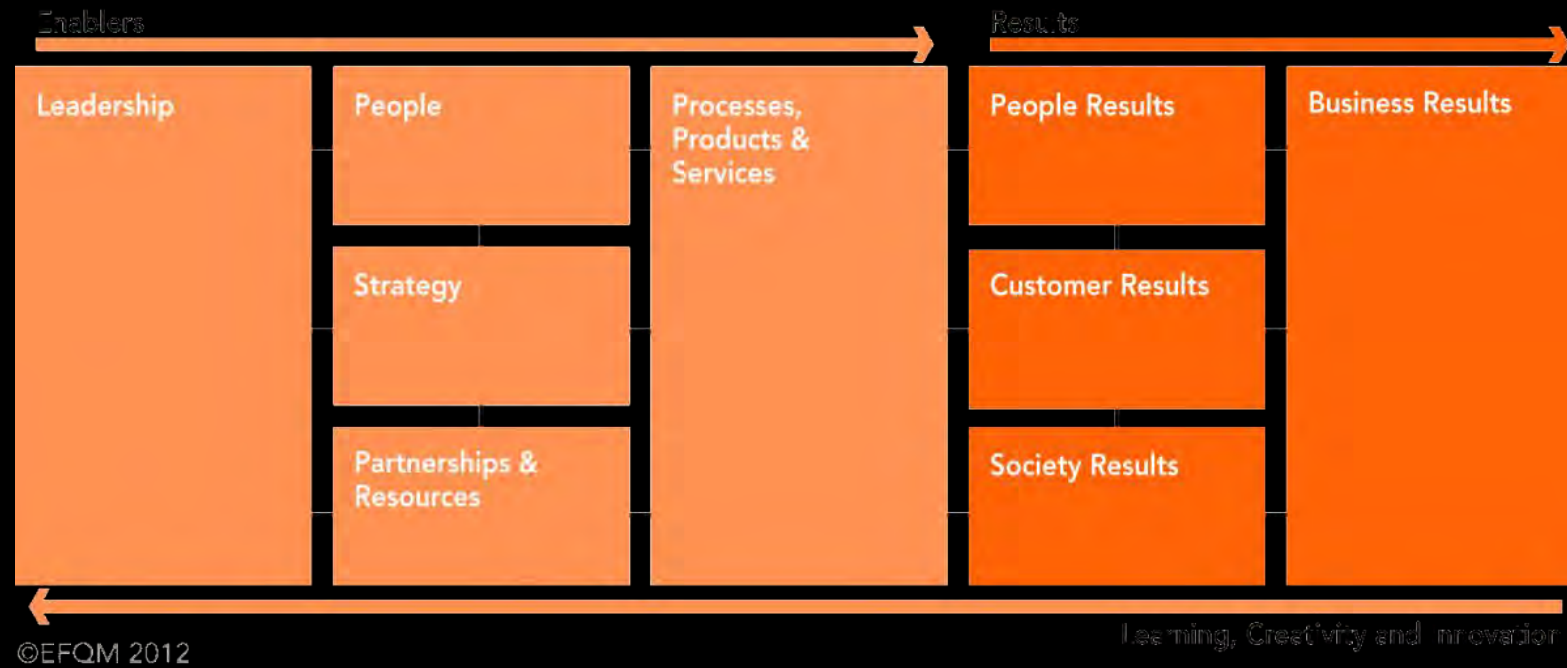 Enablers
Results
Leadership
People
Processes,
Products &
Services
People Results
Business Results
Strategy
Customer Results
Partnerships &
Resources
Society Results
Learning, Creativity and Innovation
©EFQM 2012